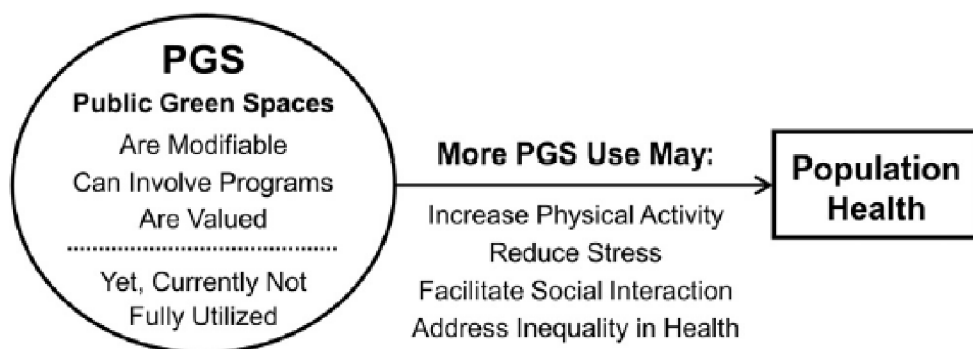 PGS
Public Green Spaces
Are Modifiable
Can Involve Programs
Are Valued
Yet, Currently Not
Fully Utilized
More PGS Use May:
Increase Physical Activity
Reduce Stress
Facilitate Social Interaction
Address Inequality in Health
Population
Health